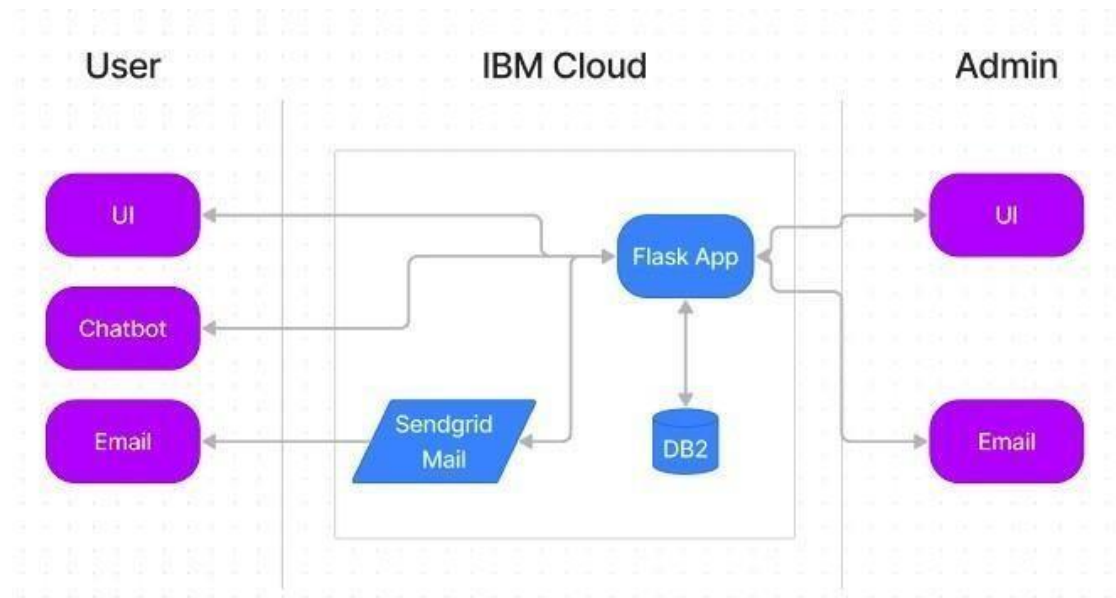 User
IBM Cloud
Admin
UI
Flask App
UI
Chatbot
Sendgrid
Mail
Email
DB2
Email